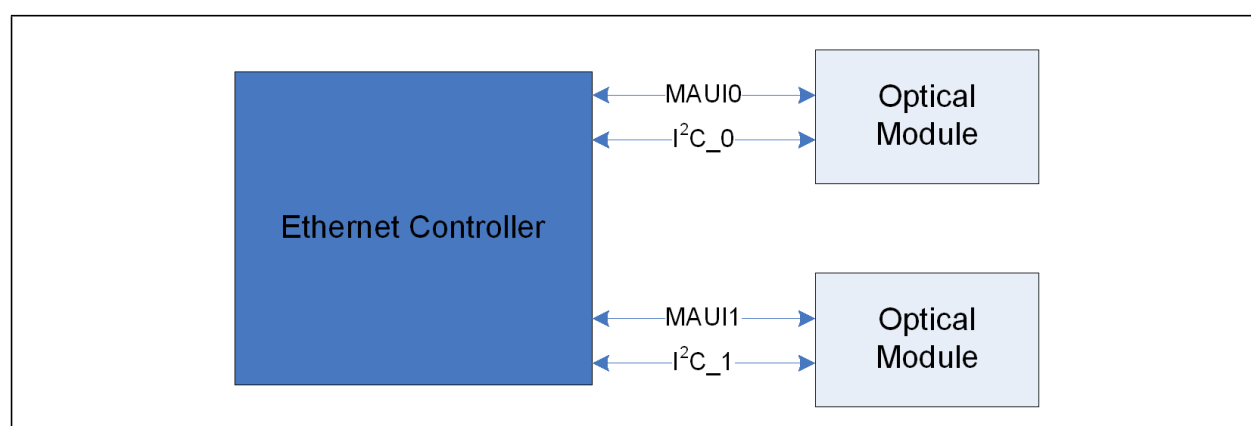 MAUI0
Optical
Module
I²C_0
Ethernet Controller
MAUI1
Optical
Module
I²C_1